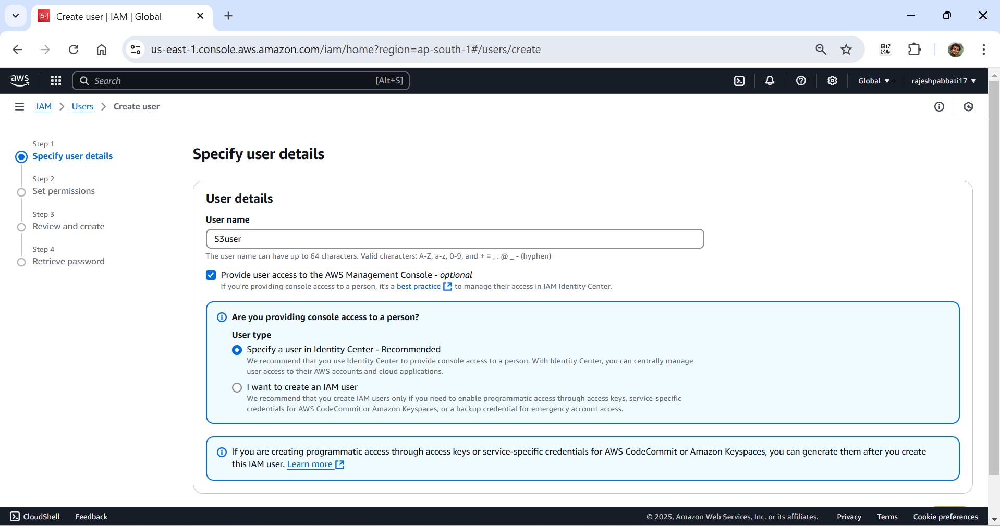 Create user | IAM | Global
us-east-1.console.aws.amazon.com/iam/home?region=ap-south-1#/users/create
aws
Search
[Alt+S]
Global
rajeshpabbati17
IAM
Users
Create user
Step 1
Specify user details
Step 2
Set permissions
Step 3
Review and create
Step 4
Retrieve password
Specify user details
User details
User name
S3user
The user name can have up to 64 characters. Valid characters: A-Z, a-z, 0-9, and + = , . @ _ - (hyphen)
Provide user access to the AWS Management Console - optional
If you're providing console access to a person, it's a best practice to manage their access in IAM Identity Center.
Are you providing console access to a person?
User type
Specify a user in Identity Center - Recommended
We recommend that you use Identity Center to provide console access to a person. With Identity Center, you can centrally manage
user access to their AWS accounts and cloud applications.
I want to create an IAM user
We recommend that you create IAM users only if you need to enable programmatic access through access keys, service-specific
credentials for AWS CodeCommit or Amazon Keyspaces, or a backup credential for emergency account access.
If you are creating programmatic access through access keys or service-specific credentials for AWS CodeCommit or Amazon Keyspaces, you can generate them after you create
this IAM user. Learn more
CloudShell
Feedback
© 2025, Amazon Web Services, Inc. or its affiliates.
Privacy
Terms
Cookie preferences